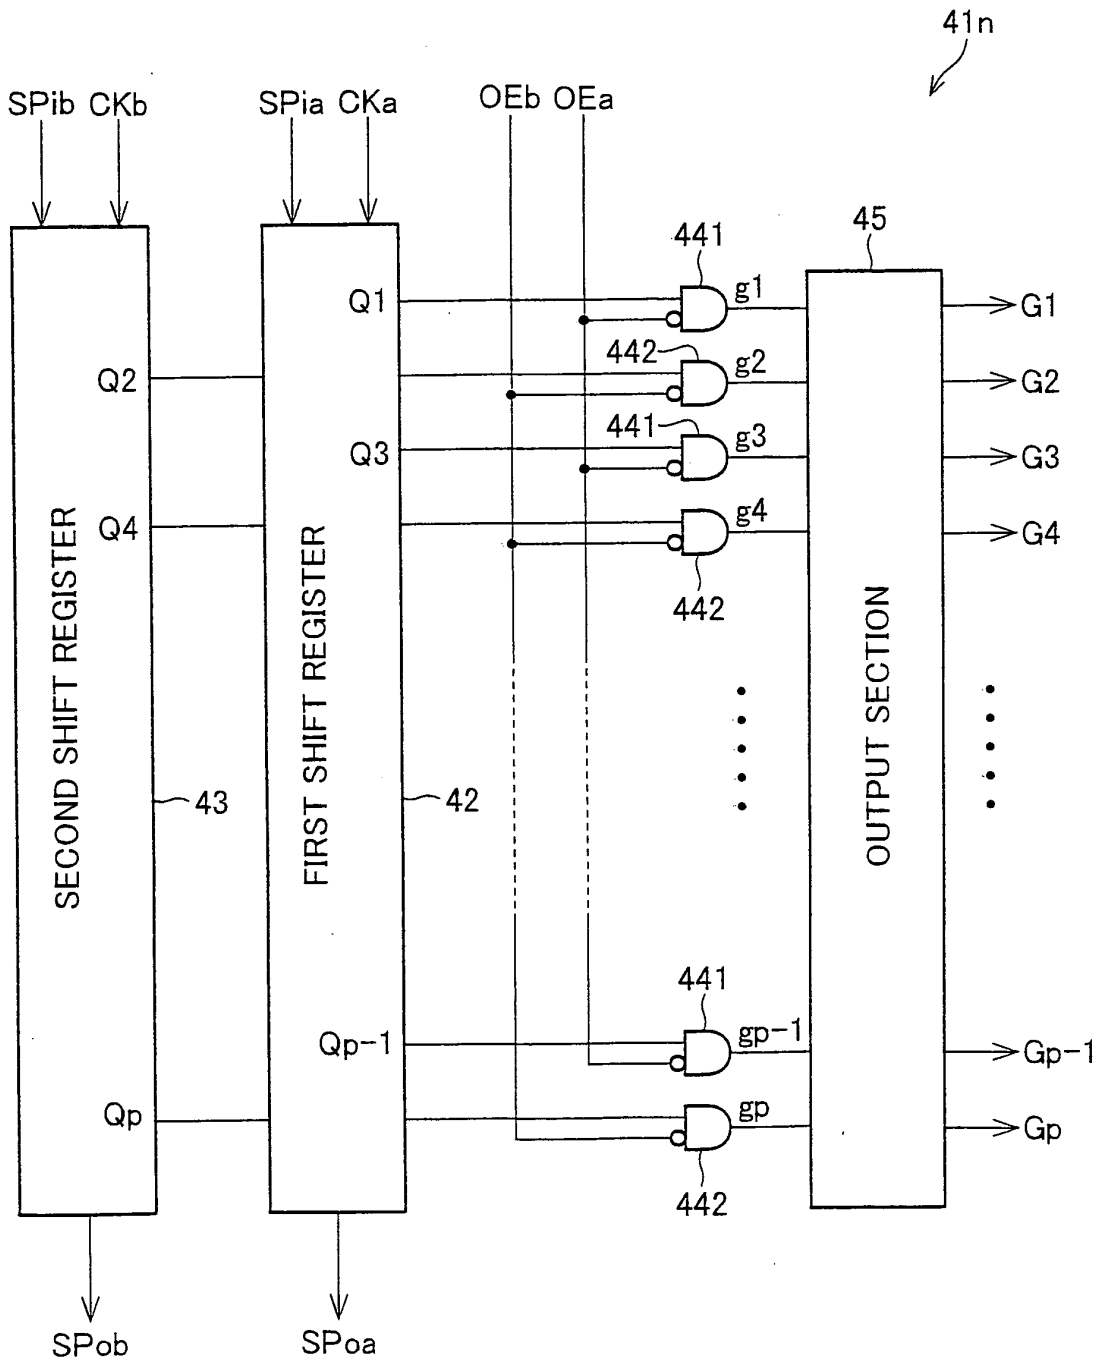 41n
SPib CKb
SPia CKa
OEb OEa
441
45
Q1
g1
G1
442
g2
Q2
G2
441
g3
Q3
G3
g4
Q4
G4
442
SECOND SHIFT REGISTER
FIRST SHIFT REGISTER
OUTPUT SECTION
43
42
441
Qp-1
gp-1
Gp-1
Qp
gp
Gp
442
SPob
SPoa